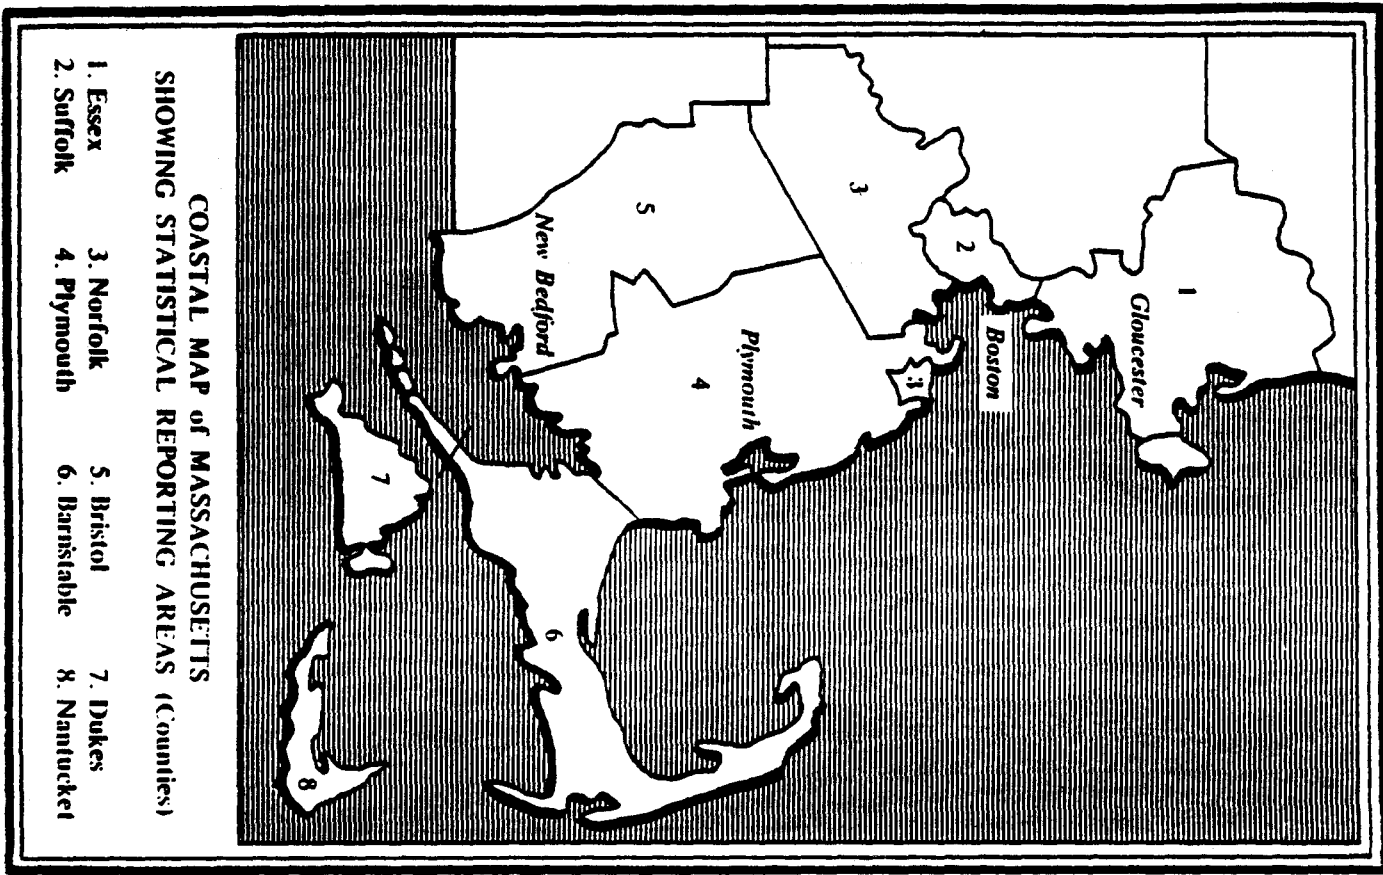 1
Gloucester
2
Boston
3
3
Plymouth
4
5
New Bedford
6
7
8
COASTAL MAP of MASSACHUSETTS
SHOWING STATISTICAL REPORTING AREAS (Counties)
1. Essex 3. Norfolk 5. Bristol 7. Dukes
2. Suffolk 4. Plymouth 6. Barnstable 8. Nantucket